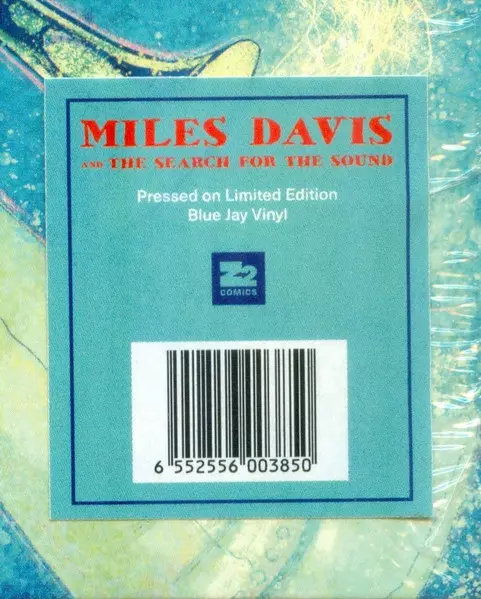 MILES DAVIS
AND THE SEARCH FOR THE SOUND
Pressed on Limited Edition
Blue Jay Vinyl
Z2
COMICS
6 552556 003850